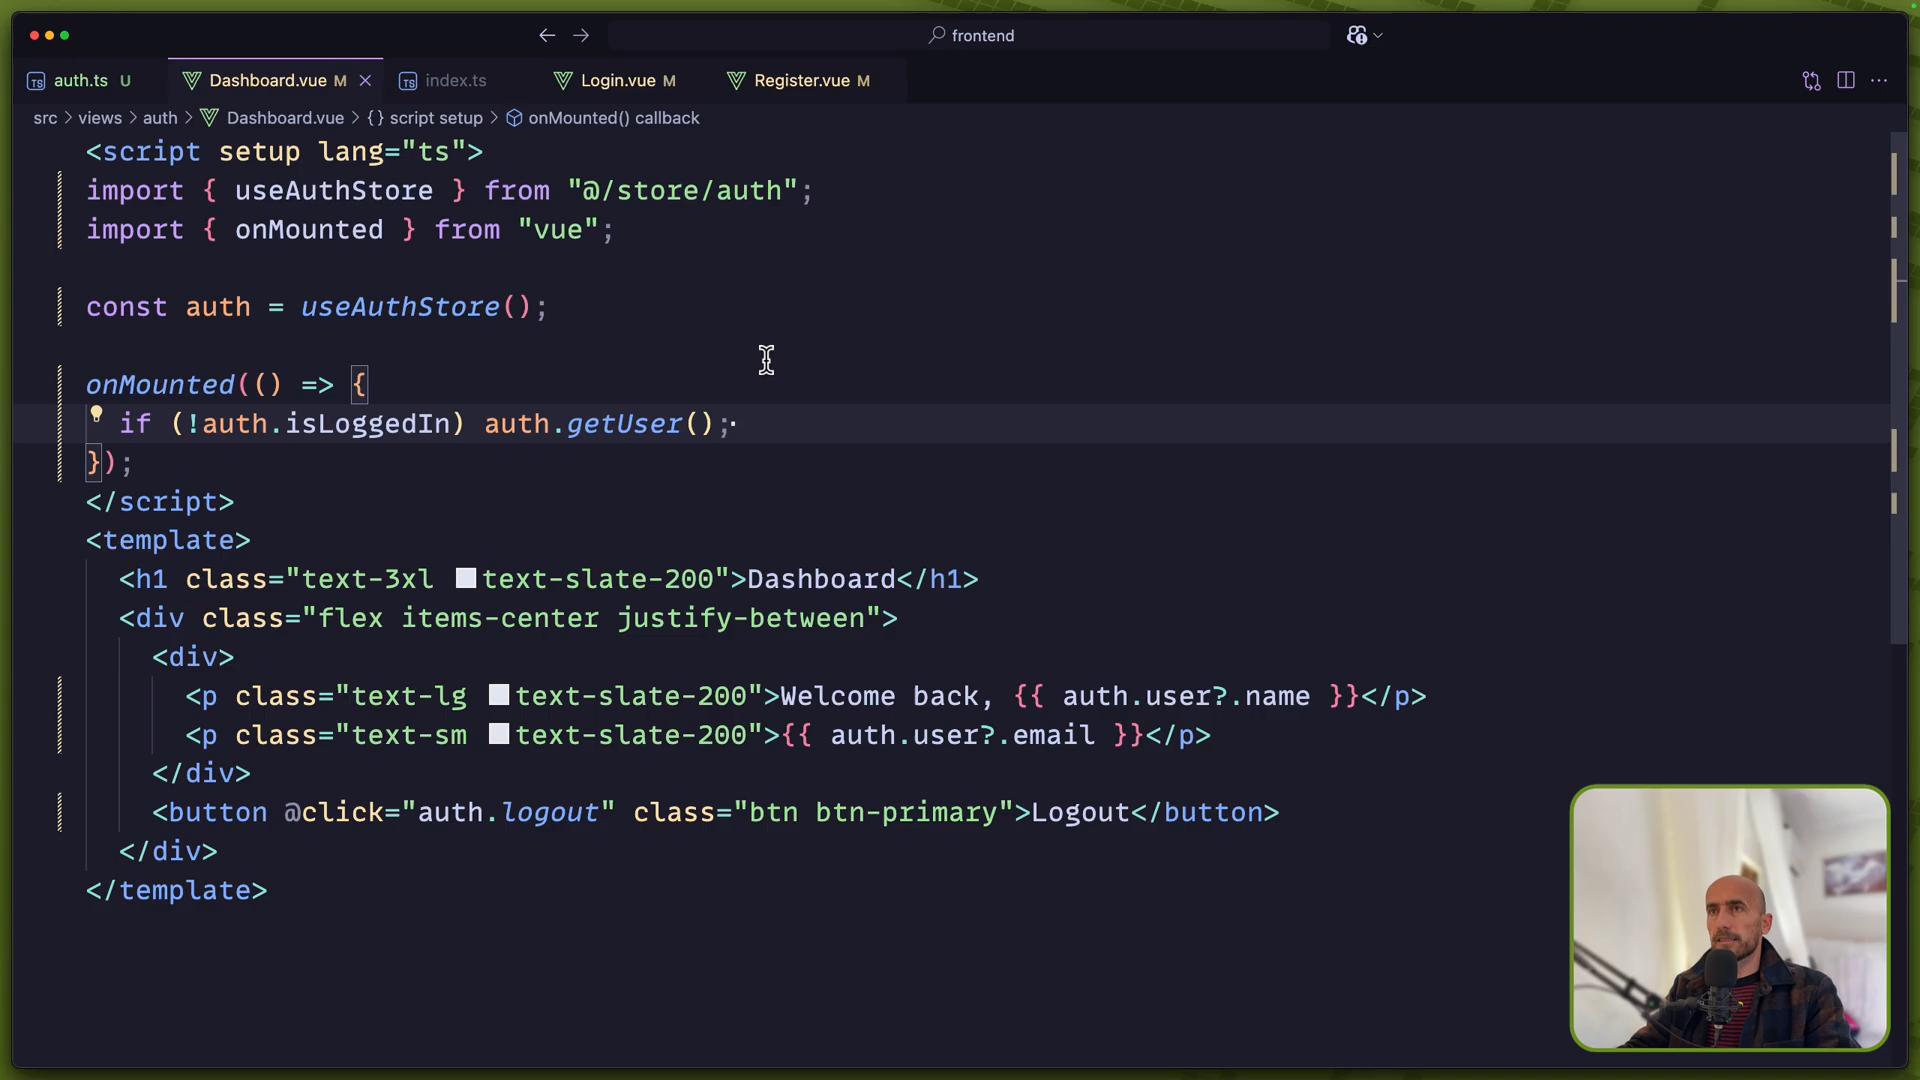 frontend
auth.ts U
Dashboard.vue M
index.ts
Login.vue M
Register.vue M
src > views > auth > Dashboard.vue > {} script setup > onMounted() callback
<script setup lang="ts">
import { useAuthStore } from "@/store/auth";
import { onMounted } from "vue";
const auth = useAuthStore();
onMounted(() => {
if (!auth.isLoggedIn) auth.getUser();
});
</script>
<template>
<h1 class="text-3xl text-slate-200">Dashboard</h1>
<div class="flex items-center justify-between">
<div>
<p class="text-lg text-slate-200">Welcome back, {{ auth.user?.name }}</p>
<p class="text-sm text-slate-200">{{ auth.user?.email }}</p>
</div>
<button @click="auth.logout" class="btn btn-primary">Logout</button>
</div>
</template>